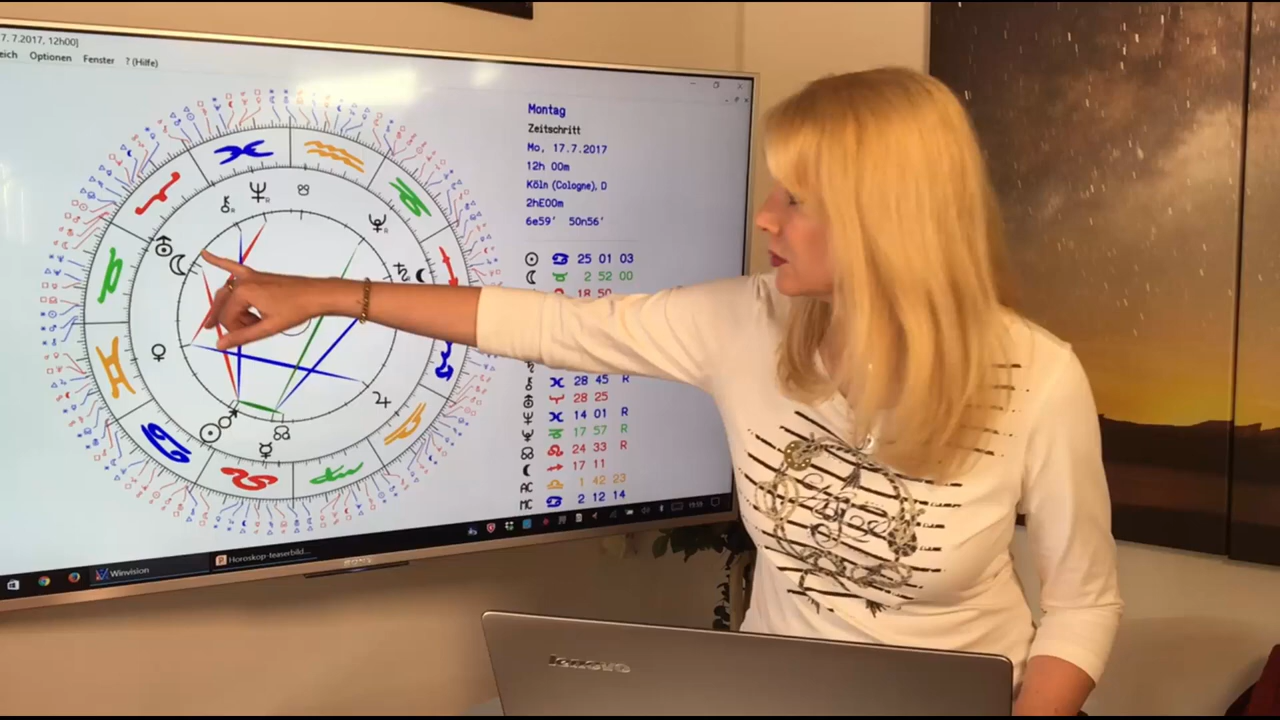 7.7.2017, 12h00]
eich Optionen Fenster ? (Hilfe)
Montag
Zeitschritt
Mo, 17.7.2017
12h 00m
Köln (Cologne), D
2hE00m
6e59' 50n56'
25 01 03
2 52 00
18 50
28 45 R
28 25
14 01 R
17 57 R
24 33 R
17 11
AC 1 42 23
MC 2 12 14
Winvision
Horoskop-teaserbild...
SONY
lenovo